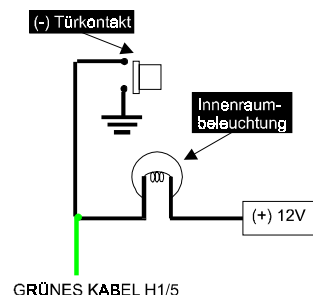 (-) Türkontakt
Innenraum-
beleuchtung
(+) 12V
GRÜNES KABEL H1/5